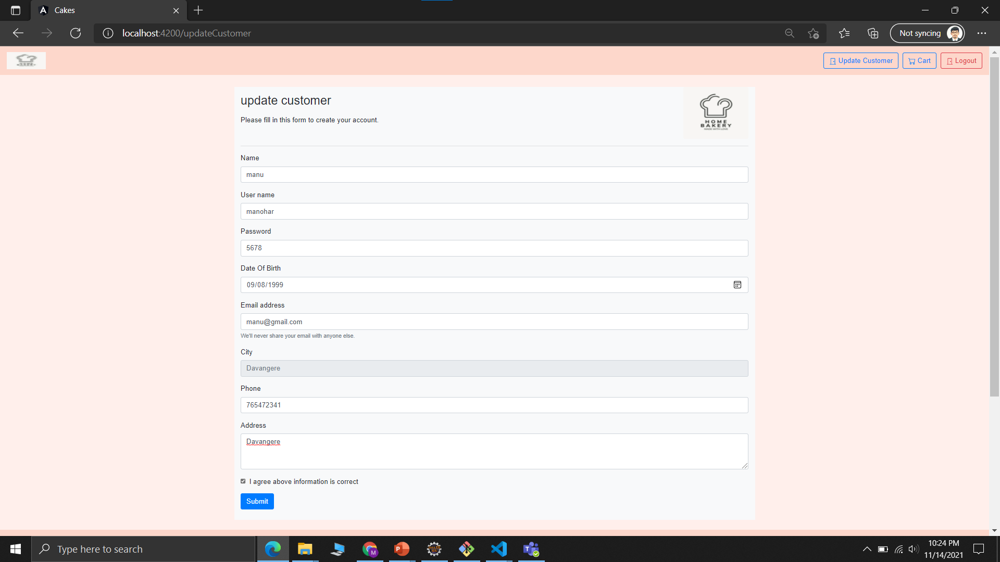 Cakes
localhost:4200/updateCustomer
Not syncing
Update Customer
Cart
Logout
update customer
Please fill in this form to create your account.
HOME
BAKERY
MADE WITH LOVE
Name
manu
User name
manohar
Password
5678
Date Of Birth
09/08/1999
Email address
manu@gmail.com
We'll never share your email with anyone else.
City
Davangere
Phone
765472341
Address
Davangere
I agree above information is correct
Submit
Type here to search
10:24 PM
11/14/2021